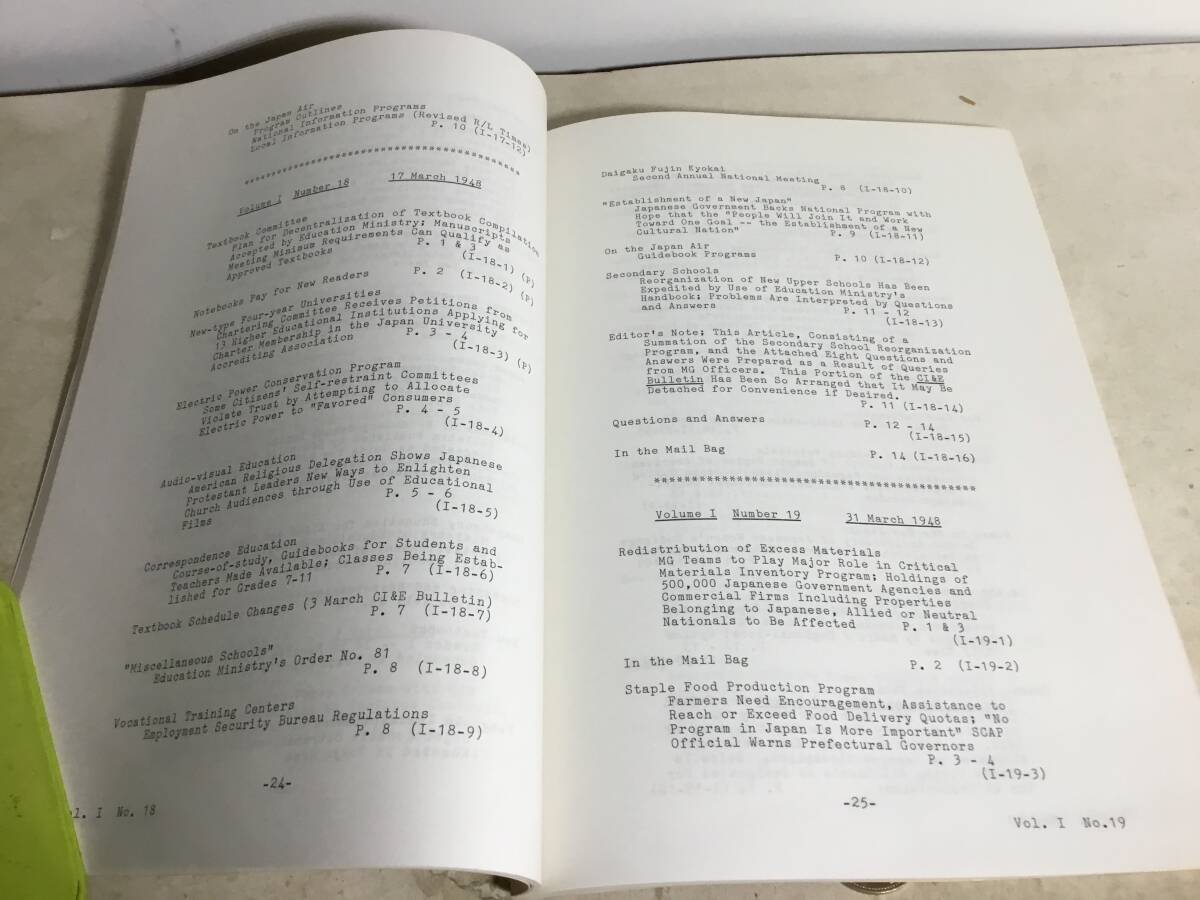 On the Japan Air
Program Outlines
National Information Programs
Local Information Programs (Revised R/L Times)
P. 10 (I-17-12)
********************************************
Volume I Number 18 17 March 1948
Textbook Committee
Plan for Decentralization of Textbook Compilation
Accepted by Education Ministry; Manuscripts
Meeting Minimum Requirements Can Qualify as
Approved Textbooks P. 1 & 3
(I-18-1) (P)
Notebooks Pay for New Readers P. 2 (I-18-2) (P)
New-type Four-year Universities
Chartering Committee Receives Petitions from
13 Higher Educational Institutions Applying for
Charter Membership in the Japan University
Accrediting Association P. 3 - 4
(I-18-3) (P)
Electric Power Conservation Program
Some Citizens' Self-restraint Committees
Violate Trust by Attempting to Allocate
Electric Power to "Favored" Consumers
P. 4 - 5
(I-18-4)
Audio-visual Education
American Religious Delegation Shows Japanese
Protestant Leaders New Ways to Enlighten
Church Audiences through Use of Educational
Films P. 5 - 6
(I-18-5)
Correspondence Education
Course-of-study, Guidebooks for Students and
Teachers Made Available; Classes Being Estab-
lished for Grades 7-11 P. 7 (I-18-6)
Textbook Schedule Changes (3 March CI&E Bulletin)
P. 7 (I-18-7)
"Miscellaneous Schools"
Education Ministry's Order No. 81
P. 8 (I-18-8)
Vocational Training Centers
Employment Security Bureau Regulations
P. 8 (I-18-9)
-24-
Vol. I No. 18
Daigaku Fujin Kyokai
Second Annual National Meeting
P. 8 (I-18-10)
"Establishment of a New Japan"
Japanese Government Backs National Program with
Hope that the "People Will Join It and Work
Toward One Goal -- the Establishment of a New
Cultural Nation" P. 9 (I-18-11)
On the Japan Air
Guidebook Programs P. 10 (I-18-12)
Secondary Schools
Reorganization of New Upper Schools Has Been
Expedited by Use of Education Ministry's
Handbook; Problems Are Interpreted by Questions
and Answers P. 11 - 12
(I-18-13)
Editor's Note; This Article, Consisting of a
Summation of the Secondary School Reorganization
Program, and the Attached Eight Questions and
Answers Were Prepared as a Result of Queries
from MG Officers. This Portion of the CI&E
Bulletin Has Been So Arranged that It May Be
Detached for Convenience if Desired.
P. 11 (I-18-14)
Questions and Answers P. 12 - 14
(I-18-15)
In the Mail Bag P. 14 (I-18-16)
******************************************
Volume I Number 19 31 March 1948
Redistribution of Excess Materials
MG Teams to Play Major Role in Critical
Materials Inventory Program; Holdings of
500,000 Japanese Government Agencies and
Commercial Firms Including Properties
Belonging to Japanese, Allied or Neutral
Nationals to Be Affected P. 1 & 3
(I-19-1)
In the Mail Bag P. 2 (I-19-2)
Staple Food Production Program
Farmers Need Encouragement, Assistance to
Reach or Exceed Food Delivery Quotas; "No
Program in Japan Is More Important" SCAP
Official Warns Prefectural Governors
P. 3 - 4
(I-19-3)
-25-
Vol. I No.19